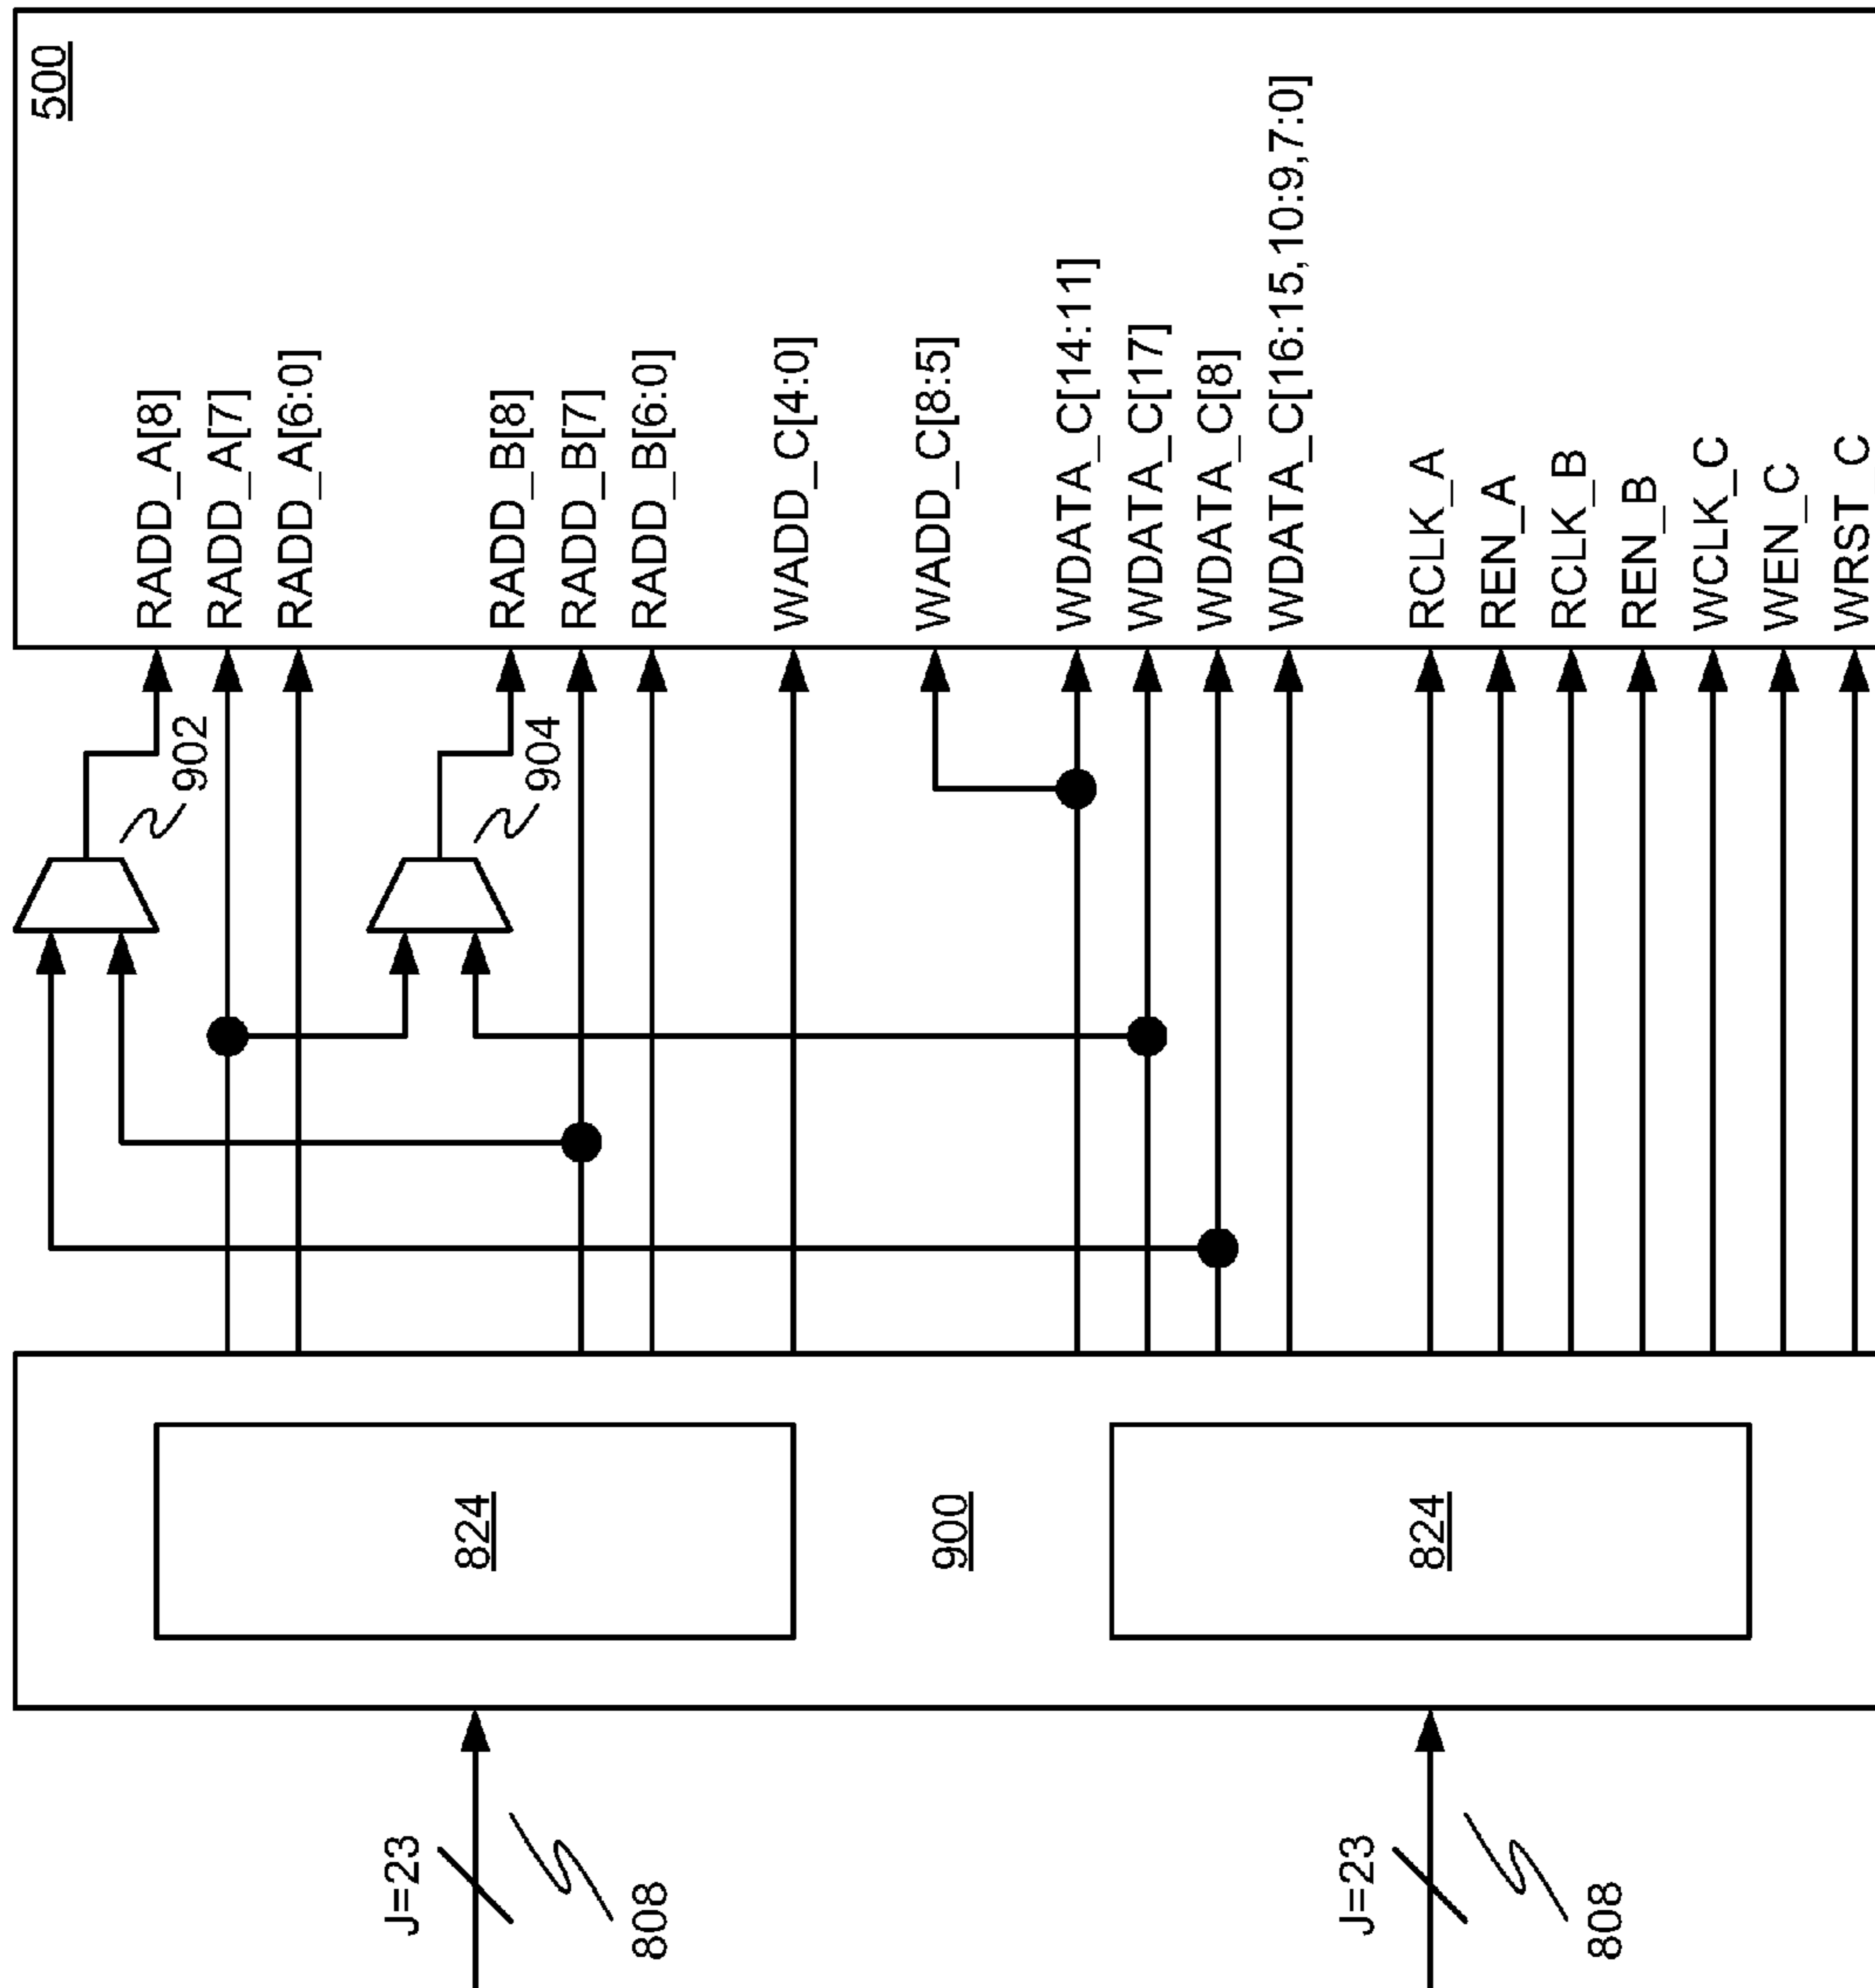 500
RADD_A[8]
RADD_A[7]
RADD_A[6:0]
RADD_B[8]
RADD_B[7]
RADD_B[6:0]
WADD_C[4:0]
WADD_C[8:5]
WDATA_C[14:11]
WDATA_C[17]
WDATA_C[8]
WDATA_C[16:15,10:9,7:0]
RCLK_A
REN_A
RCLK_B
REN_B
WCLK_C
WEN_C
WRST_C
902
904
824
900
824
J=23
808
J=23
808